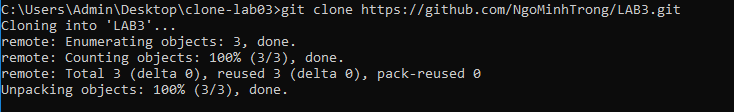 C:\Users\Admin\Desktop\clone-lab03>git clone https://github.com/NgoMinhTrong/LAB3.git
Cloning into 'LAB3'...
remote: Enumerating objects: 3, done.
remote: Counting objects: 100% (3/3), done.
remote: Total 3 (delta 0), reused 3 (delta 0), pack-reused 0
Unpacking objects: 100% (3/3), done.